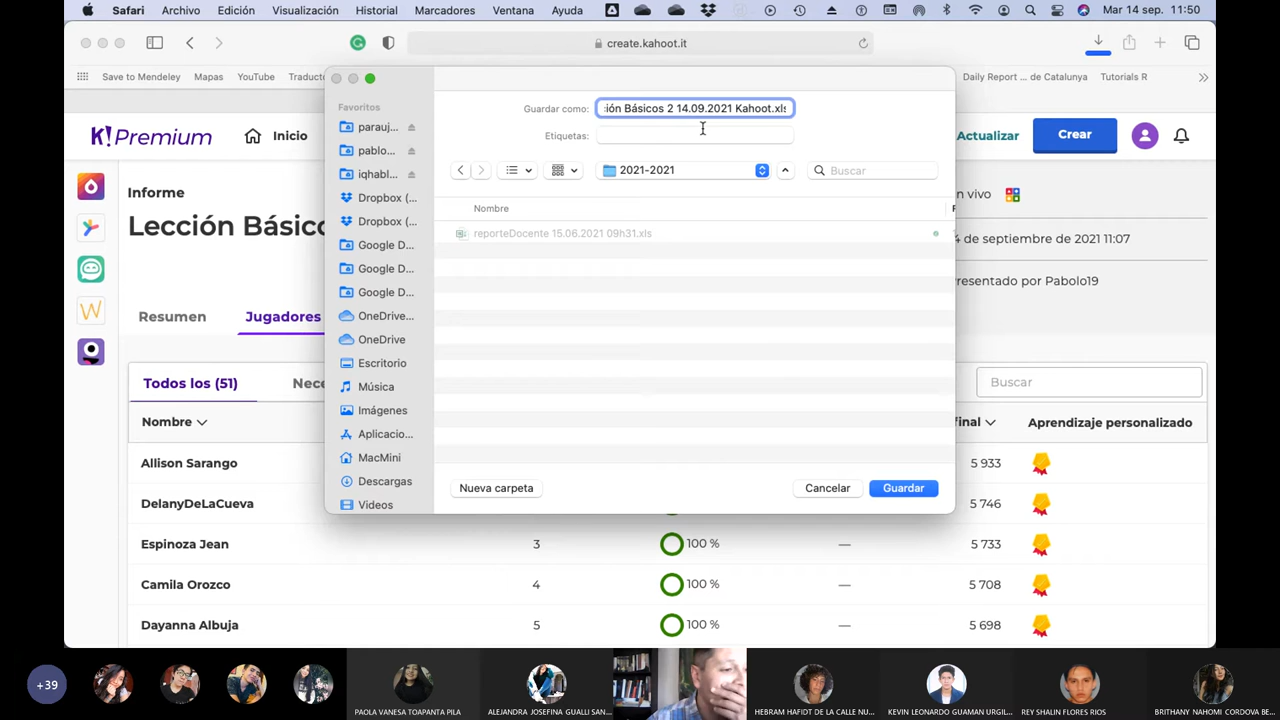 Safari Archivo Edición Visualización Historial Marcadores Ventana Ayuda Mar 14 sep. 11:50
create.kahoot.it
Save to Mendeley Mapas YouTube Daily Report ... de Catalunya Tutorials R
Favoritos
Guardar como: ión Básicos 2 14.09.2021 Kahoot.xls
Etiquetas:
parauj...
pablo...
iqhabl...
Dropbox (...
Dropbox (...
Google D...
Google D...
Google D...
OneDrive...
OneDrive
Escritorio
Música
Imágenes
Aplicacio...
MacMini
Descargas
Videos
2021-2021
Buscar
Nombre
reporteDocente 15.06.2021 09h31.xls
Nueva carpeta Cancelar Guardar
K!Premium Inicio Actualizar Crear
Informe
Lección Básico
en vivo
4 de septiembre de 2021 11:07
Presentado por Pabolo19
Resumen Jugadores
Todos los (51) Nece
Buscar
Nombre final Aprendizaje personalizado
Allison Sarango 5 933
DelanyDeLaCueva 5 746
Espinoza Jean 3 100 % — 5 733
Camila Orozco 4 100 % — 5 708
Dayanna Albuja 5 100 % — 5 698
+39
PAOLA VANESA TOAPANTA PILA
ALEJANDRA JOSEFINA GUALLI SAN...
HEBRAM HAFIDT DE LA CALLE NU...
KEVIN LEONARDO GUAMAN URGIL...
REY SHALIN FLORES RIOS
BRITHANY NAHOMI CORDOVA BE...